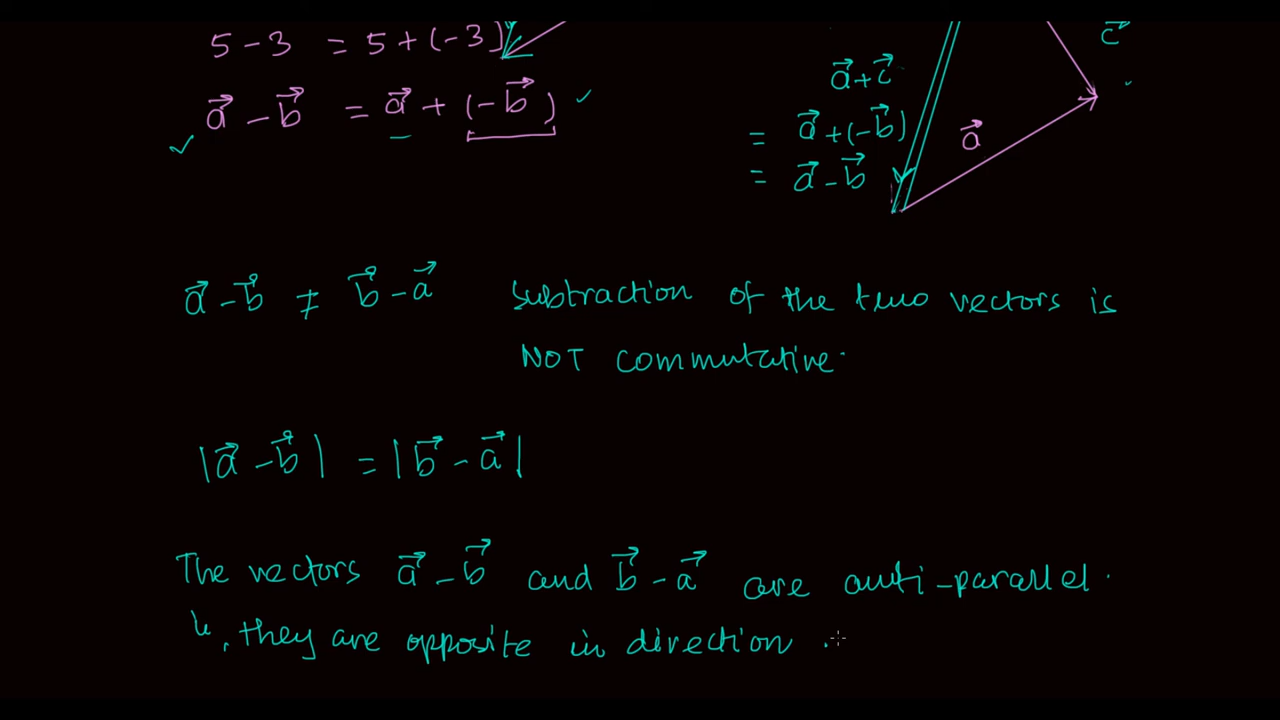 5 - 3 = 5 + (-3)
a⃗ - b⃗ = a⃗ + (-b⃗)
c⃗
a⃗ + c⃗
= a⃗ + (-b⃗)
= a⃗ - b⃗
a⃗
a⃗ - b⃗ ≠ b⃗ - a⃗ Subtraction of the two vectors is
NOT commutative.
|a⃗ - b⃗| = |b⃗ - a⃗|
The vectors a⃗ - b⃗ and b⃗ - a⃗ are anti-parallel.
, they are opposite in direction.